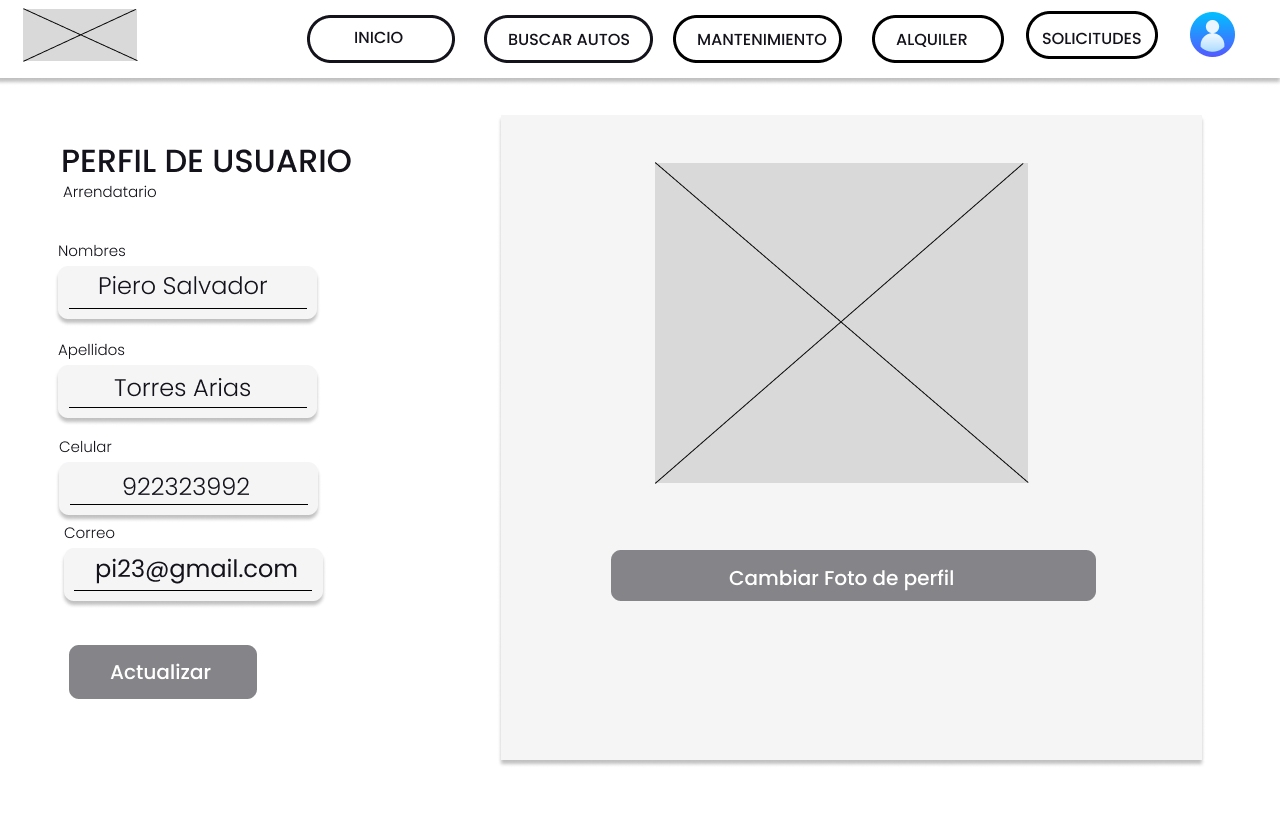 INICIO
BUSCAR AUTOS
MANTENIMIENTO
ALQUILER
SOLICITUDES
PERFIL DE USUARIO
Arrendatario
Nombres
Piero Salvador
Apellidos
Torres Arias
Celular
922323992
Correo
pi23@gmail.com
Actualizar
Cambiar Foto de perfil